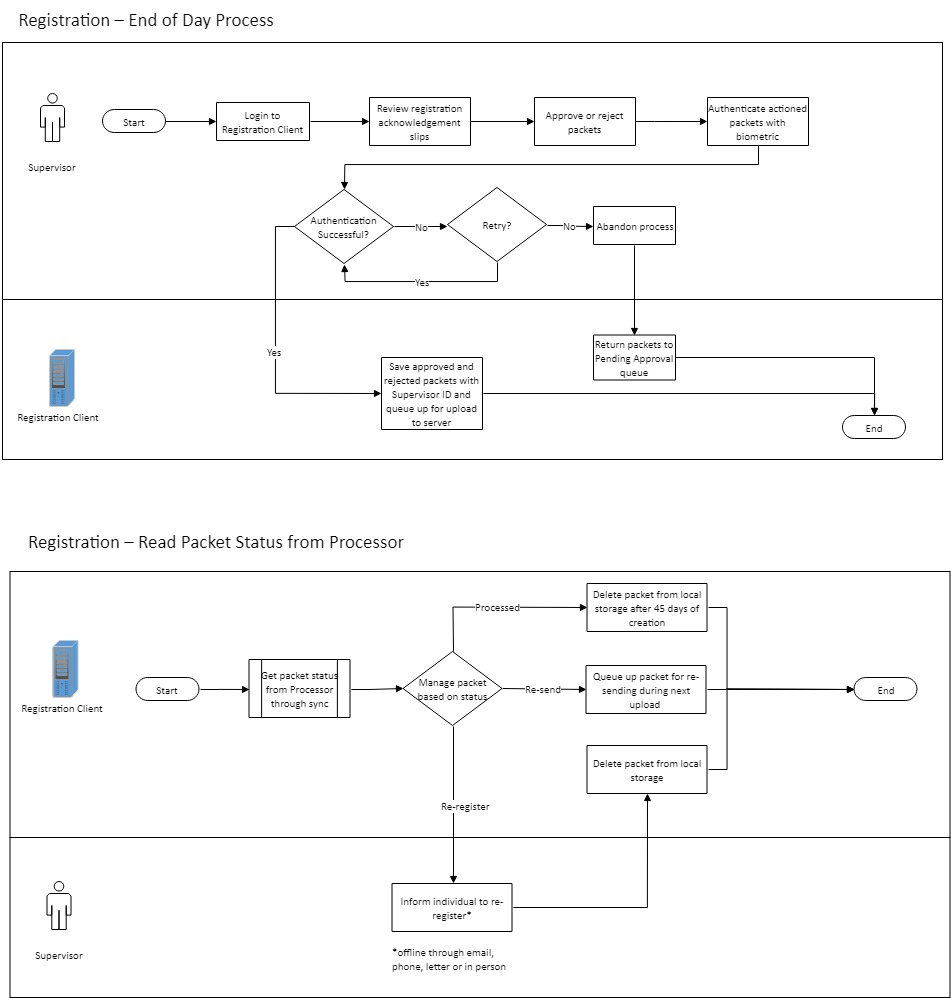 Registration – End of Day Process
Supervisor
Start
Login to
Registration Client
Review registration
acknowledgement
slips
Approve or reject
packets
Authenticate actioned
packets with
biometric
Authentication
Successful?
No
Retry?
No
Abandon process
Yes
Yes
Registration Client
Save approved and
rejected packets with
Supervisor ID and
queue up for upload
to server
Return packets to
Pending Approval
queue
End
Registration – Read Packet Status from Processor
Registration Client
Start
Get packet status
from Processor
through sync
Manage packet
based on status
Processed
Delete packet from local
storage after 45 days of
creation
Re-send
Queue up packet for re-
sending during next
upload
End
Delete packet from local
storage
Re-register
Supervisor
Inform individual to re-
register*
*offline through email,
phone, letter or in person